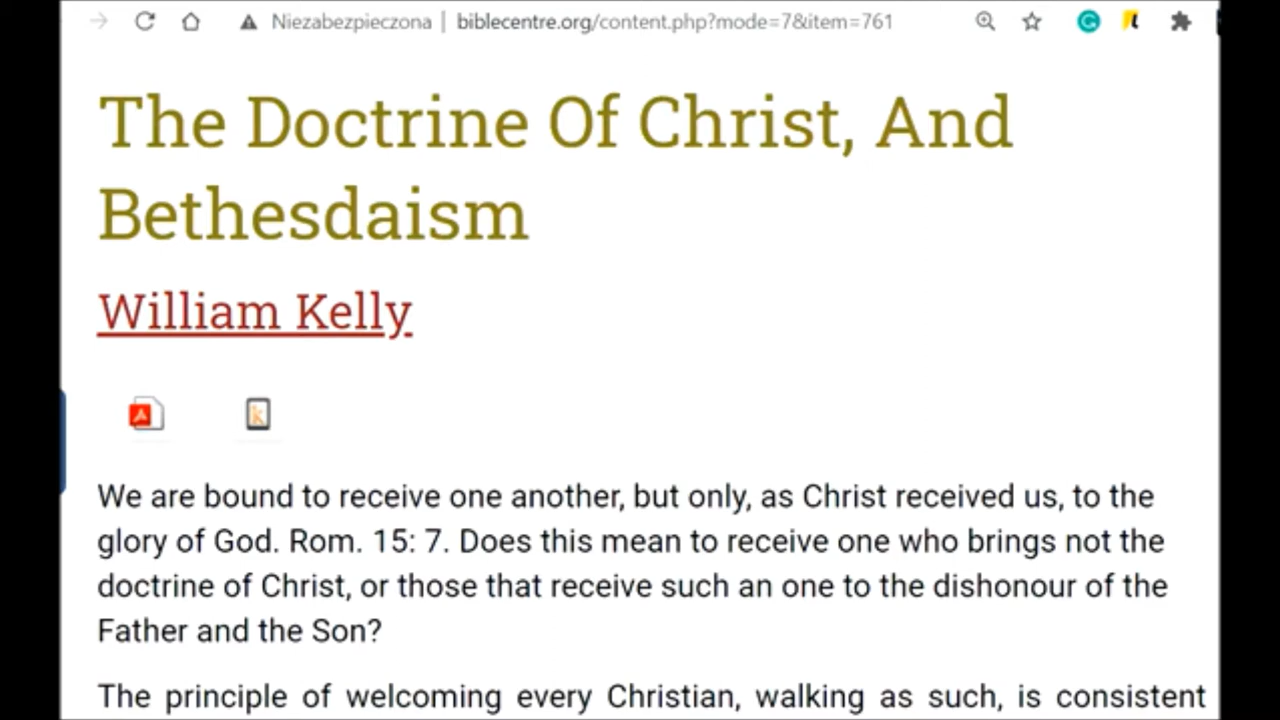 Niezabezpieczona | biblecentre.org/content.php?mode=7&item=761
The Doctrine Of Christ, And
Bethesdaism
William Kelly
We are bound to receive one another, but only, as Christ received us, to the
glory of God. Rom. 15: 7. Does this mean to receive one who brings not the
doctrine of Christ, or those that receive such an one to the dishonour of the
Father and the Son?
The principle of welcoming every Christian, walking as such, is consistent